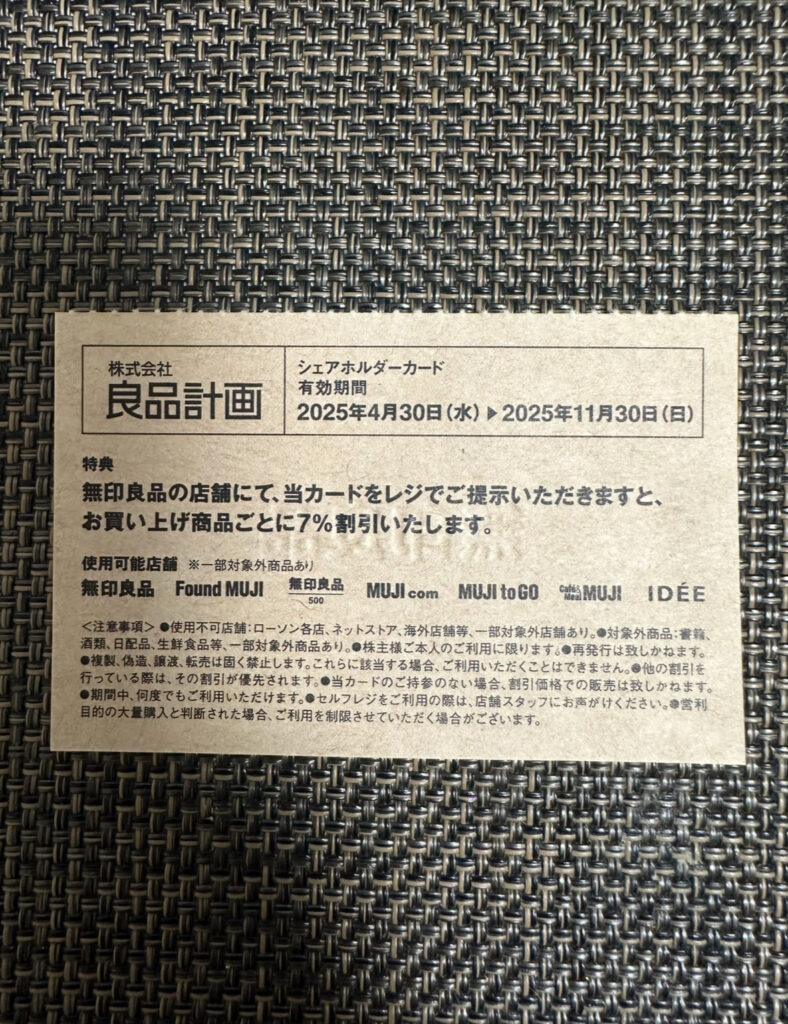 株式会社
良品計画
シェアホルダーカード
有効期間
2025年4月30日(水)▶2025年11月30日(日)
特典
無印良品の店舗にて、当カードをレジでご提示いただきますと、
お買い上げ商品ごとに7%割引いたします。
使用可能店舗 ※一部対象外商品あり
無印良品 Found MUJI 無印良品 500 MUJI com MUJI to GO Café& Meal MUJI IDÉE
＜注意事項＞●使用不可店舗：ローソン各店、ネットストア、海外店舗等、一部対象外店舗あり。●対象外商品：書籍、
酒類、日配品、生鮮食品等、一部対象外商品あり。●株主様ご本人のご利用に限ります。●再発行は致しかねます。
●複製、偽造、譲渡、転売は固く禁止します。これらに該当する場合、ご利用いただくことはできません。●他の割引を
行っている際は、その割引が優先されます。●当カードのご持参のない場合、割引価格での販売は致しかねます。
●期間中、何度でもご利用いただけます。●セルフレジをご利用の際は、店舗スタッフにお声がけください。●営利
目的の大量購入と判断された場合、ご利用を制限させていただく場合がございます。